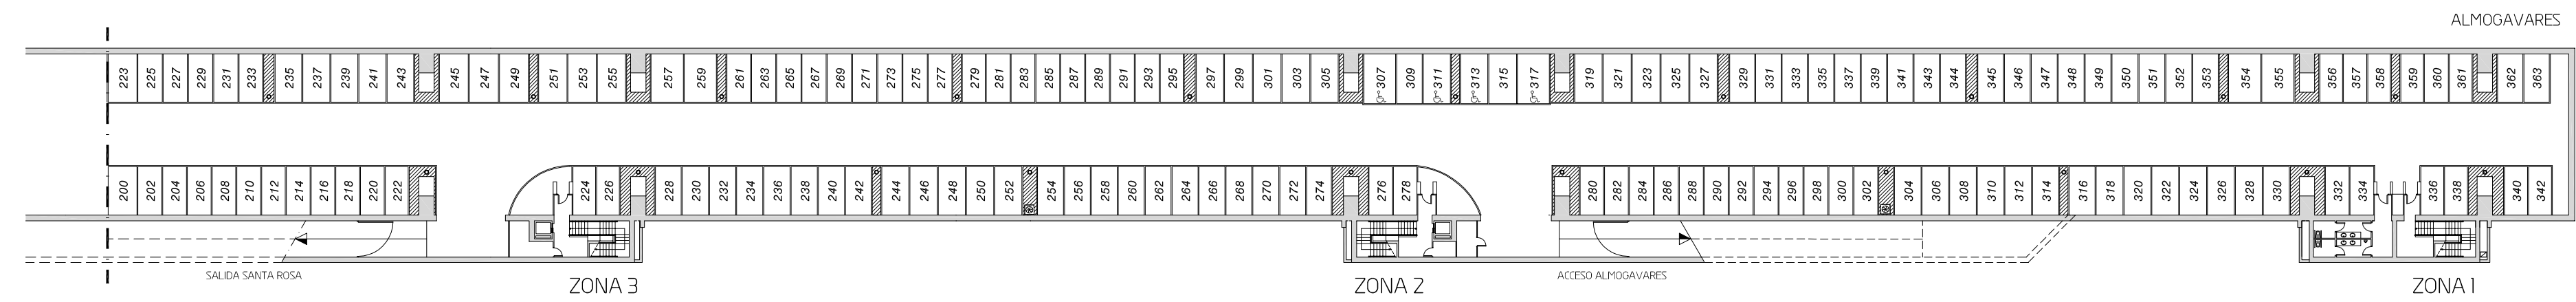 ALMOGAVARES
223 225 227 229 231 233 235 237 239 241 243 245 247 249 251 253 255 257 259 261 263 265 267 269 271 273 275 277 279 281 283 285 287 289 291 293 295 297 299 301 303 305 307 309 311 313 315 317 319 321 323 325 327 329 331 333 335 337 339 341 343 344 345 346 347 348 349 350 351 352 353 354 355 356 357 358 359 360 361 362 363
200 202 204 206 208 210 212 214 216 218 220 222 224 226 228 230 232 234 236 238 240 242 244 246 248 250 252 254 256 258 260 262 264 266 268 270 272 274 276 278 280 282 284 286 288 290 292 294 296 298 300 302 304 306 308 310 312 314 316 318 320 322 324 326 328 330 332 334 336 338 340 342
SALIDA SANTA ROSA
ACCESO ALMOGAVARES
ZONA 3
ZONA 2
ZONA 1